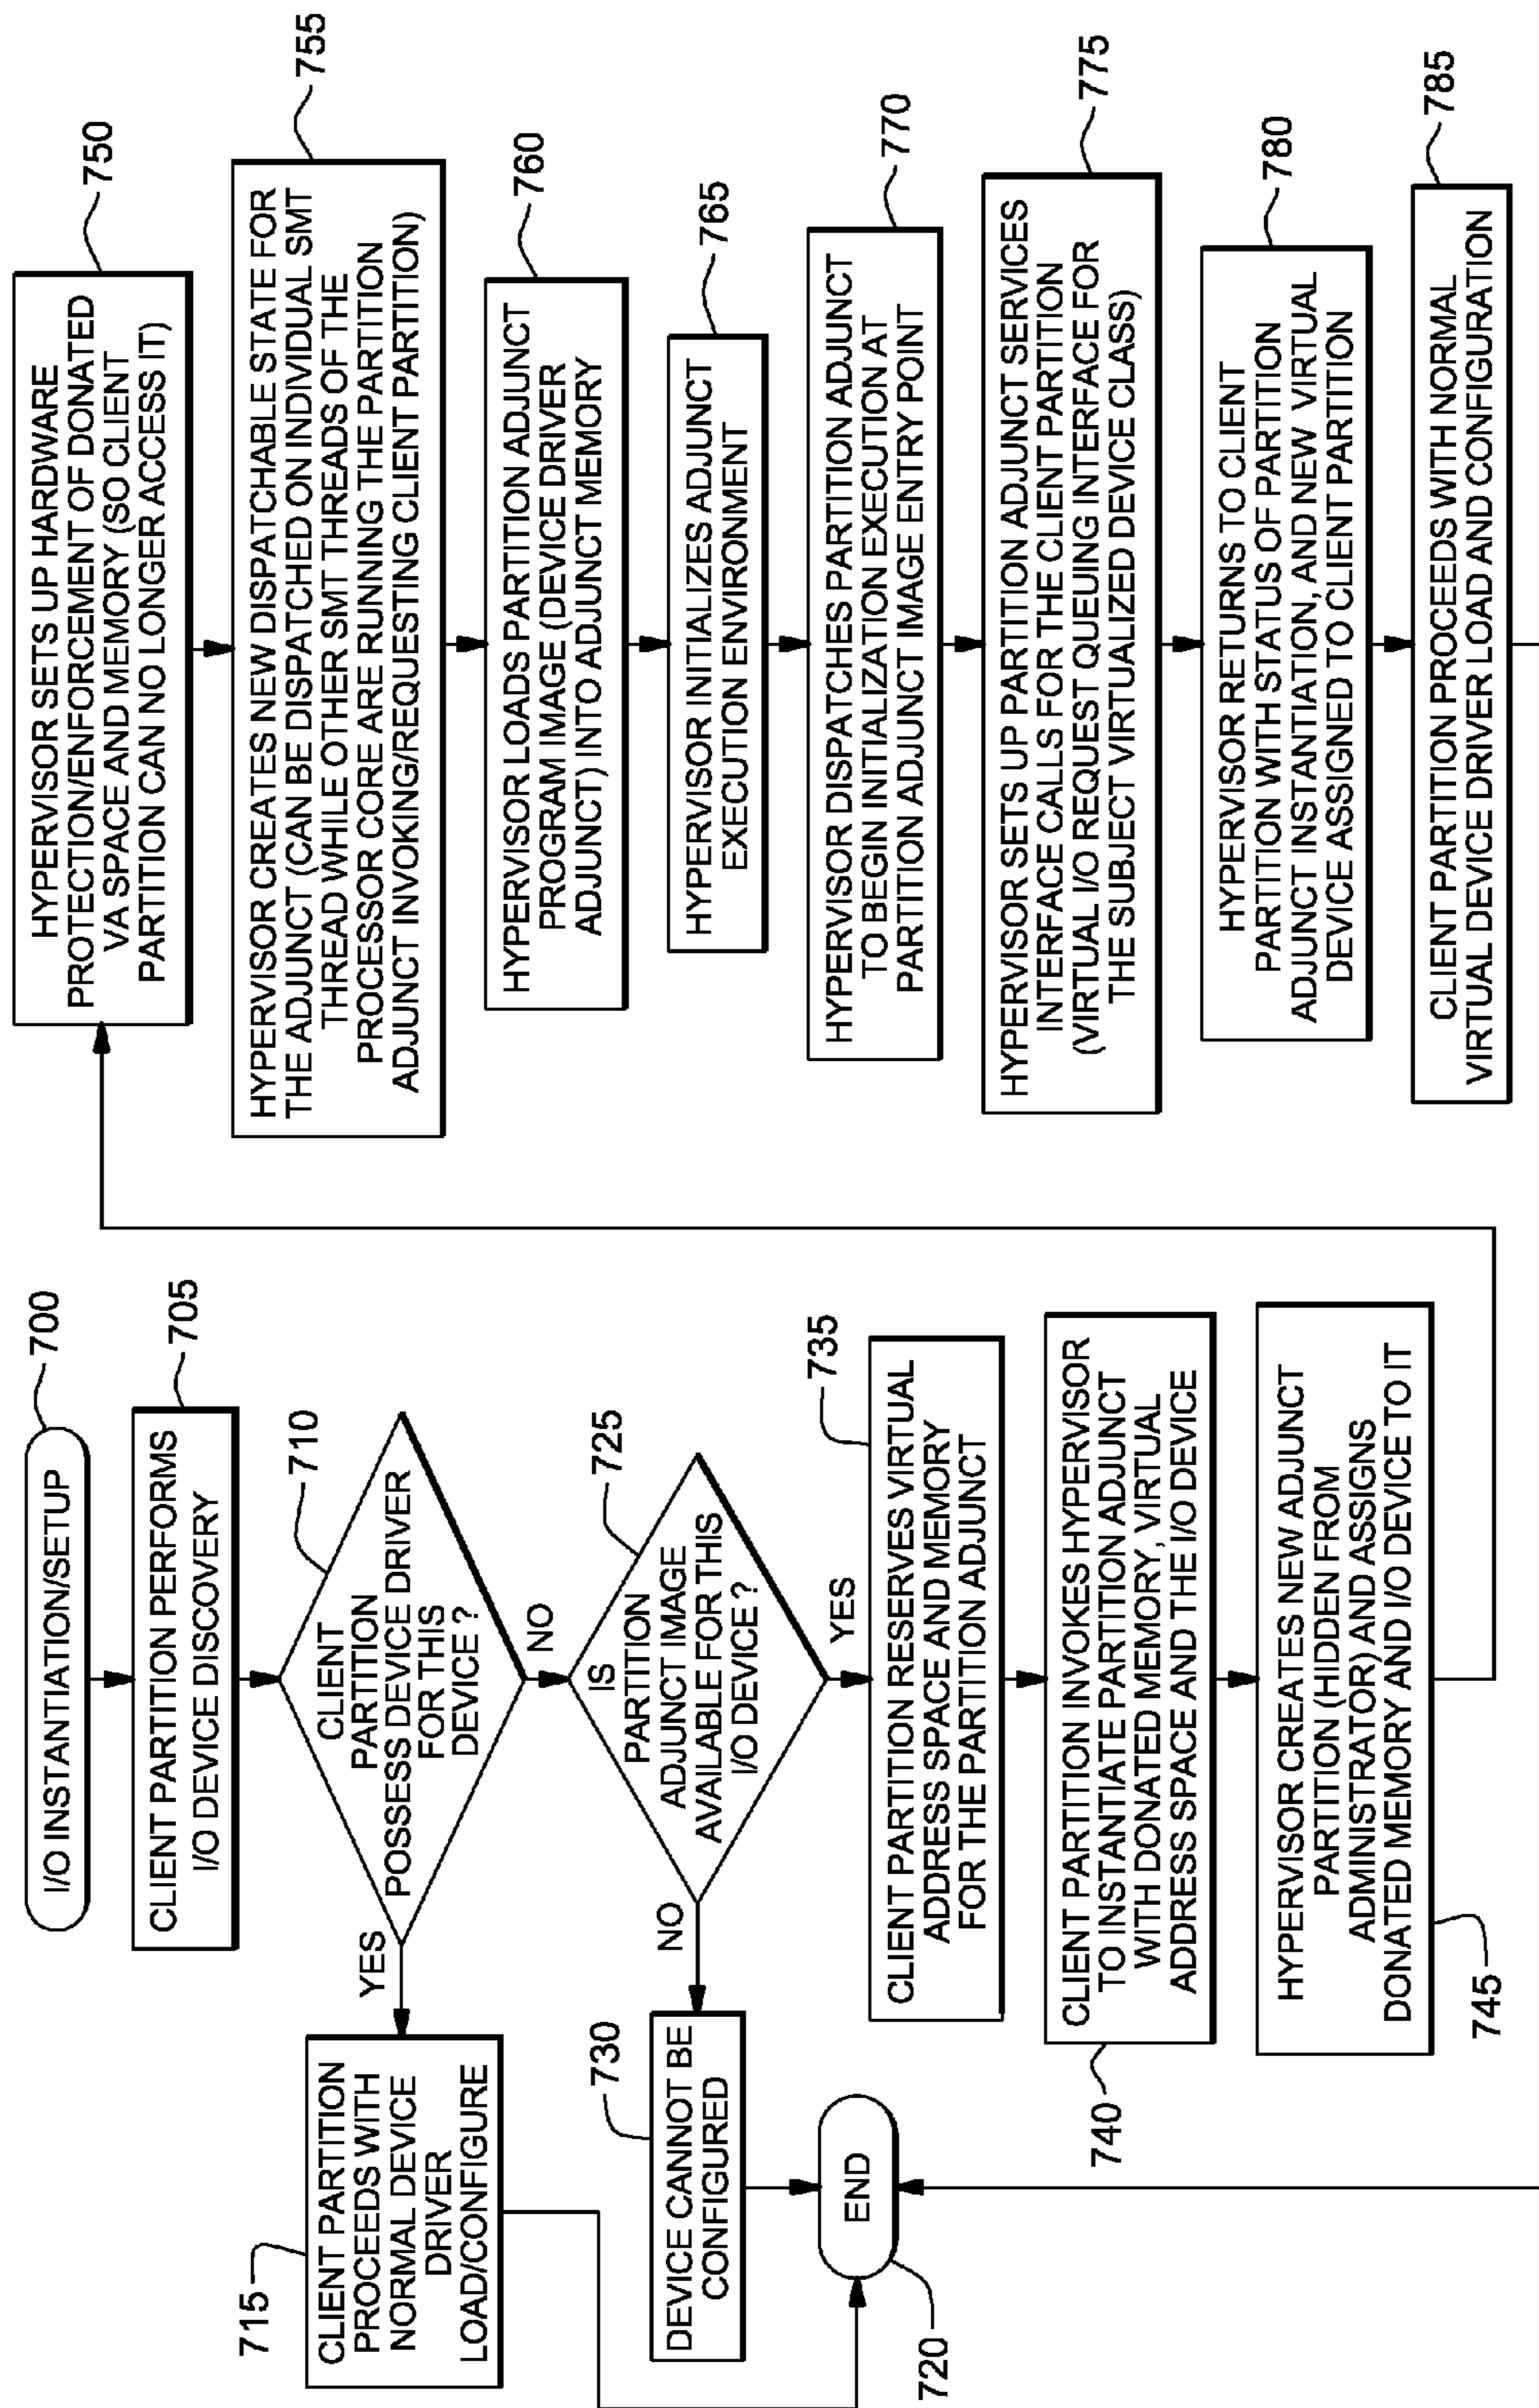 I/O INSTANTIATION/SETUP
700
CLIENT PARTITION PERFORMS
I/O DEVICE DISCOVERY
705
CLIENT
PARTITION
POSSESS DEVICE DRIVER
FOR THIS
DEVICE ?
710
YES
NO
CLIENT PARTITION
PROCEEDS WITH
NORMAL DEVICE
DRIVER
LOAD/CONFIGURE
715
IS
PARTITION
ADJUNCT IMAGE
AVAILABLE FOR THIS
I/O DEVICE ?
725
NO
YES
DEVICE CANNOT BE
CONFIGURED
730
END
720
CLIENT PARTITION RESERVES VIRTUAL
ADDRESS SPACE AND MEMORY
FOR THE PARTITION ADJUNCT
735
CLIENT PARTITION INVOKES HYPERVISOR
TO INSTANTIATE PARTITION ADJUNCT
WITH DONATED MEMORY, VIRTUAL
ADDRESS SPACE AND THE I/O DEVICE
740
HYPERVISOR CREATES NEW ADJUNCT
PARTITION (HIDDEN FROM
ADMINISTRATOR) AND ASSIGNS
DONATED MEMORY AND I/O DEVICE TO IT
745
HYPERVISOR SETS UP HARDWARE
PROTECTION/ENFORCEMENT OF DONATED
VA SPACE AND MEMORY (SO CLIENT
PARTITION CAN NO LONGER ACCESS IT)
750
HYPERVISOR CREATES NEW DISPATCHABLE STATE FOR
THE ADJUNCT (CAN BE DISPATCHED ON INDIVIDUAL SMT
THREAD WHILE OTHER SMT THREADS OF THE
PROCESSOR CORE ARE RUNNING THE PARTITION
ADJUNCT INVOKING/REQUESTING CLIENT PARTITION)
755
HYPERVISOR LOADS PARTITION ADJUNCT
PROGRAM IMAGE (DEVICE DRIVER
ADJUNCT) INTO ADJUNCT MEMORY
760
HYPERVISOR INITIALIZES ADJUNCT
EXECUTION ENVIRONMENT
765
HYPERVISOR DISPATCHES PARTITION ADJUNCT
TO BEGIN INITIALIZATION EXECUTION AT
PARTITION ADJUNCT IMAGE ENTRY POINT
770
HYPERVISOR SETS UP PARTITION ADJUNCT SERVICES
INTERFACE CALLS FOR THE CLIENT PARTITION
(VIRTUAL I/O REQUEST QUEUING INTERFACE FOR
THE SUBJECT VIRTUALIZED DEVICE CLASS)
775
HYPERVISOR RETURNS TO CLIENT
PARTITION WITH STATUS OF PARTITION
ADJUNCT INSTANTIATION, AND NEW VIRTUAL
DEVICE ASSIGNED TO CLIENT PARTITION
780
CLIENT PARTITION PROCEEDS WITH NORMAL
VIRTUAL DEVICE DRIVER LOAD AND CONFIGURATION
785